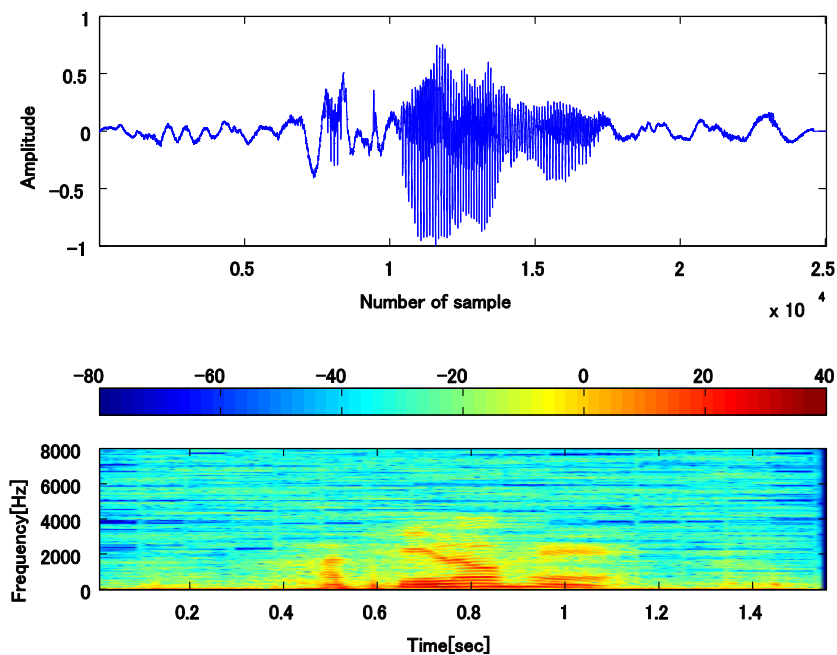 1
0.5
0
−0.5
−1
Amplitude
0.5 1 1.5 2 2.5
Number of sample
x 10 4
−80 −60 −40 −20 0 20 40
8000
6000
4000
2000
0
Frequency[Hz]
0.2 0.4 0.6 0.8 1 1.2 1.4
Time[sec]